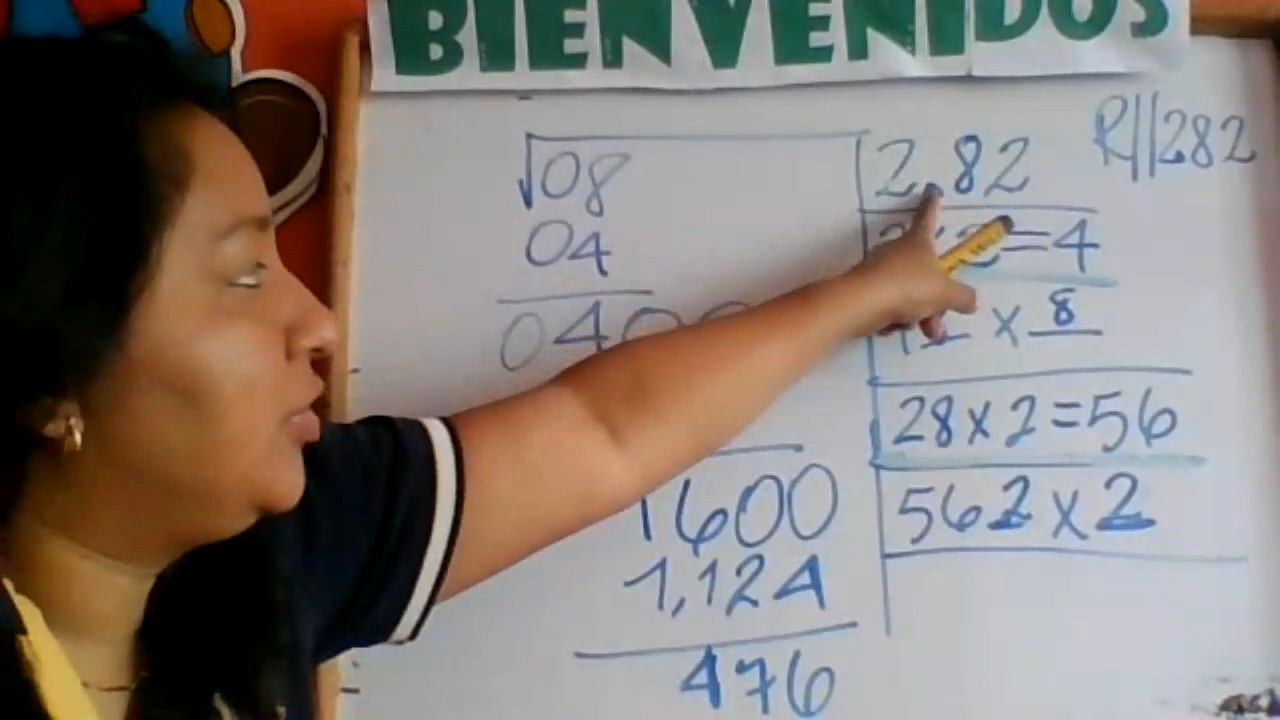 BIENVENIDOS
√08 2.82 R//282
04 =4
0400 x 8
28x2=56
1600 562x2
1,124
476